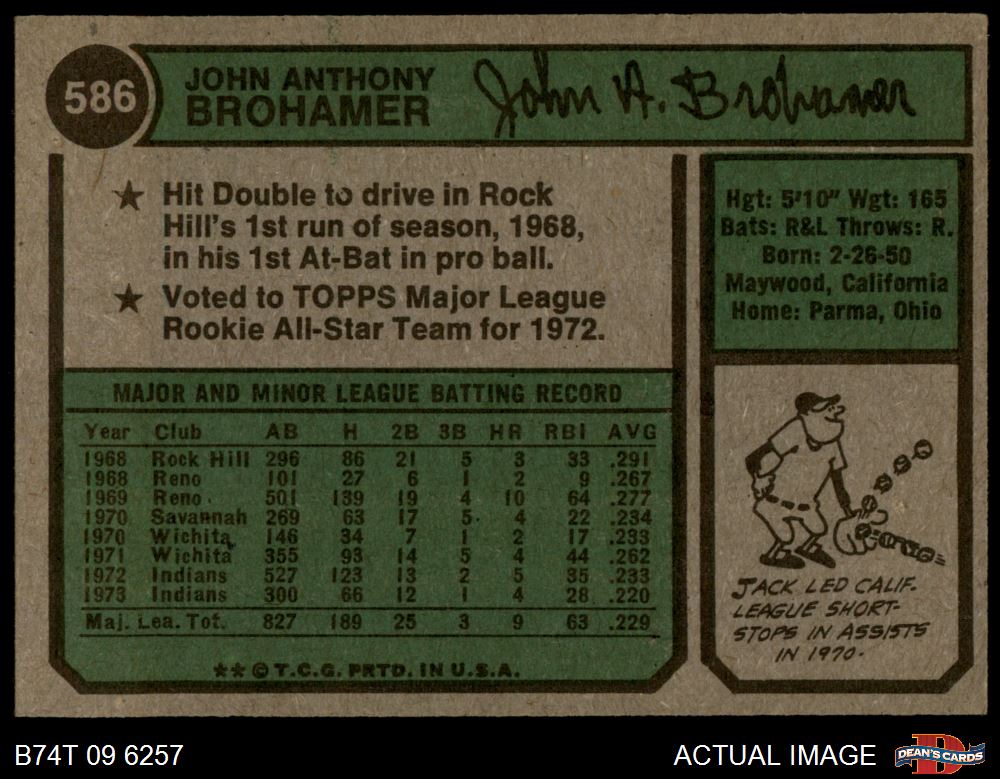 586
JOHN ANTHONY
BROHAMER
John A. Brohamer
★ Hit Double to drive in Rock
Hill's 1st run of season, 1968,
in his 1st At-Bat in pro ball.
★ Voted to TOPPS Major League
Rookie All-Star Team for 1972.
Hgt: 5'10" Wgt: 165
Bats: R&L Throws: R.
Born: 2-26-50
Maywood, California
Home: Parma, Ohio
MAJOR AND MINOR LEAGUE BATTING RECORD
Year Club AB H 2B 3B HR RBI AVG
1968 Rock Hill 296 86 21 5 3 33 .291
1968 Reno 101 27 6 1 2 9 .267
1969 Reno 501 139 19 4 10 64 .277
1970 Savannah 269 63 17 5 4 22 .234
1970 Wichita 146 34 7 1 2 17 .233
1971 Wichita 355 93 14 5 4 44 .262
1972 Indians 527 123 13 2 5 35 .233
1973 Indians 300 66 12 1 4 28 .220
Maj. Lea. Tot. 827 189 25 3 9 63 .229
★★ © T.C.G. PRTD. IN U.S.A.
JACK LED CALIF.
LEAGUE SHORT-
STOPS IN ASSISTS
IN 1970.
B74T 09 6257
ACTUAL IMAGE
DEAN'S CARDS